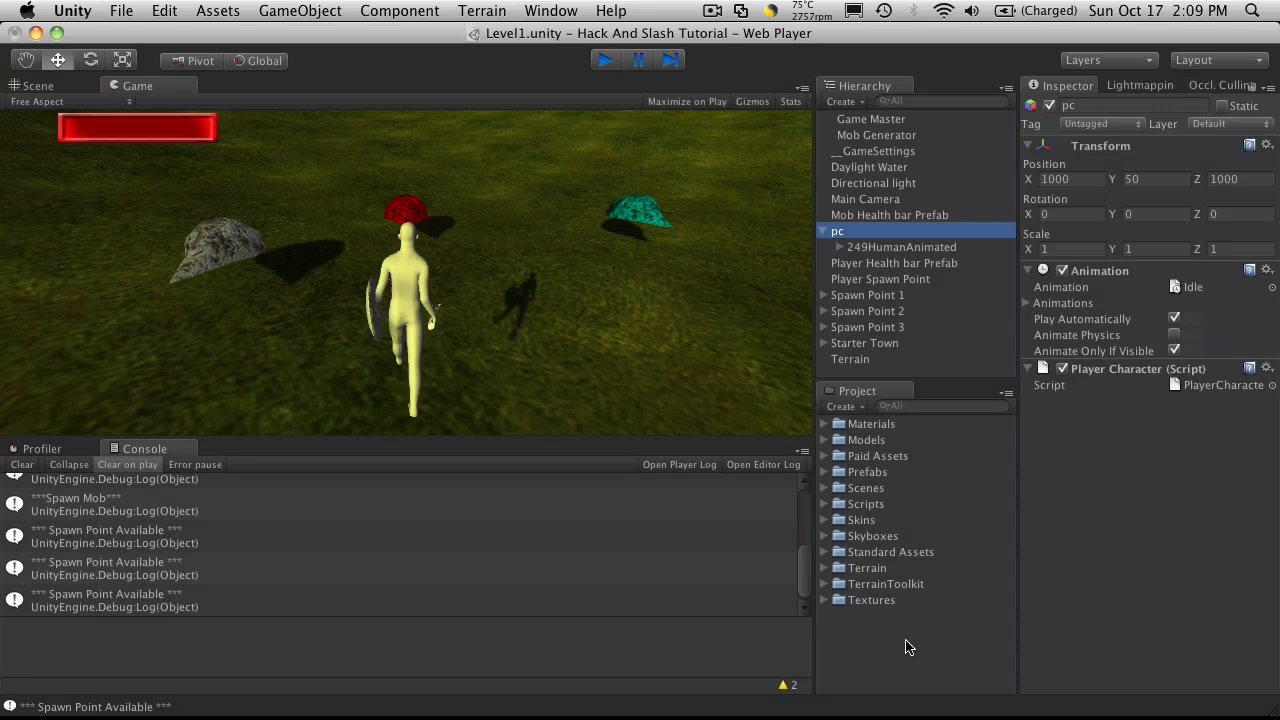 Unity File Edit Assets GameObject Component Terrain Window Help 75°C 2757rpm (Charged) Sun Oct 17 2:09 PM
Level1.unity - Hack And Slash Tutorial - Web Player
Pivot Global Layers Layout
Scene Game
Free Aspect Maximize on Play Gizmos Stats
Profiler Console
Clear Collapse Clear on play Error pause Open Player Log Open Editor Log
UnityEngine.Debug:Log(Object)
***Spawn Mob***
UnityEngine.Debug:Log(Object)
*** Spawn Point Available ***
UnityEngine.Debug:Log(Object)
*** Spawn Point Available ***
UnityEngine.Debug:Log(Object)
*** Spawn Point Available ***
UnityEngine.Debug:Log(Object)
2
*** Spawn Point Available ***
Hierarchy
Create All
Game Master
Mob Generator
__GameSettings
Daylight Water
Directional light
Main Camera
Mob Health bar Prefab
pc
249HumanAnimated
Player Health bar Prefab
Player Spawn Point
Spawn Point 1
Spawn Point 2
Spawn Point 3
Starter Town
Terrain
Project
Create All
Materials
Models
Paid Assets
Prefabs
Scenes
Scripts
Skins
Skyboxes
Standard Assets
Terrain
TerrainToolkit
Textures
Inspector Lightmappin Occl. Culling
pc Static
Tag Untagged Layer Default
Transform
Position
X 1000 Y 50 Z 1000
Rotation
X 0 Y 0 Z 0
Scale
X 1 Y 1 Z 1
Animation
Animation Idle
Animations
Play Automatically
Animate Physics
Animate Only If Visible
Player Character (Script)
Script PlayerCharacte